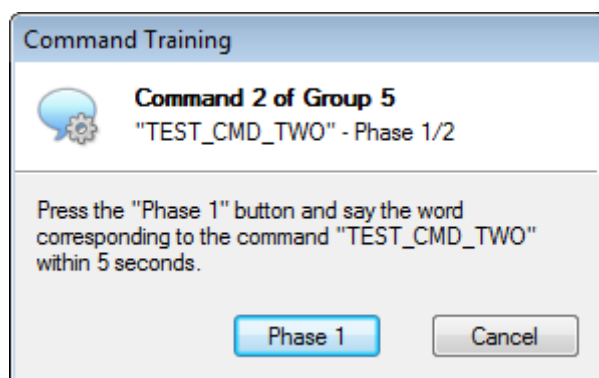 Command Training
Command 2 of Group 5
"TEST_CMD_TWO" - Phase 1/2
Press the "Phase 1" button and say the word
corresponding to the command "TEST_CMD_TWO"
within 5 seconds.
Phase 1
Cancel